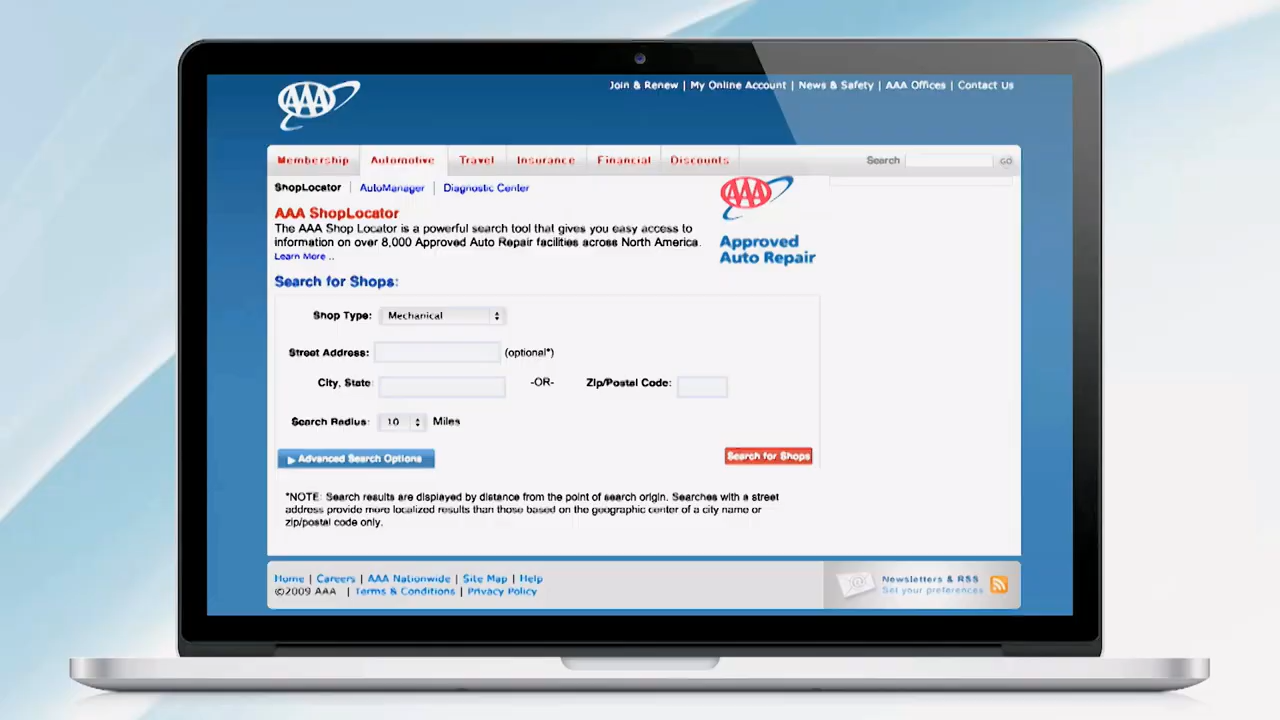 AAA
Join & Renew | My Online Account | News & Safety | AAA Offices | Contact Us
Membership Automotive Travel Insurance Financial Discounts Search GO
ShopLocator | AutoManager | Diagnostic Center
AAA
Approved
Auto Repair
AAA ShopLocator
The AAA Shop Locator is a powerful search tool that gives you easy access to
information on over 8,000 Approved Auto Repair facilities across North America.
Learn More ..
Search for Shops:
Shop Type: Mechanical
Street Address: (optional*)
City, State: -OR- Zip/Postal Code:
Search Radius: 10 Miles
Advanced Search Options Search for Shops
*NOTE: Search results are displayed by distance from the point of search origin. Searches with a street
address provide more localized results than those based on the geographic center of a city name or
zip/postal code only.
Home | Careers | AAA Nationwide | Site Map | Help
©2009 AAA | Terms & Conditions | Privacy Policy
Newsletters & RSS
Set your preferences